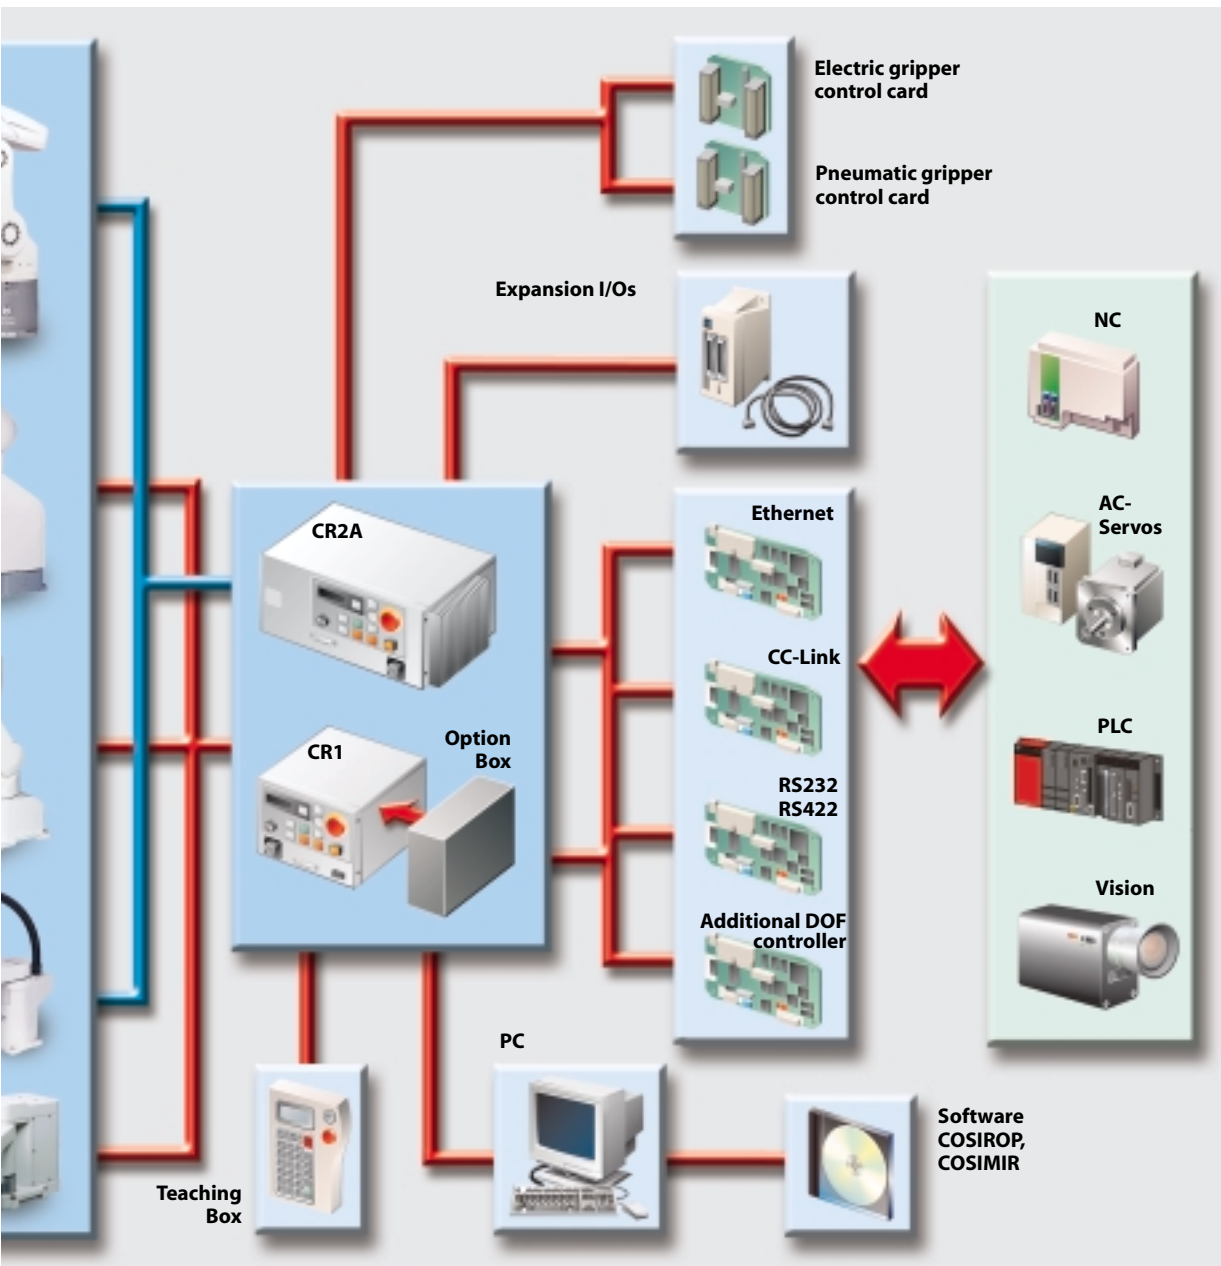 Electric gripper
control card
Pneumatic gripper
control card
Expansion I/Os
NC
CR2A
Ethernet
AC-
Servos
CC-Link
CR1
Option
Box
PLC
RS232
RS422
Vision
Additional DOF
controller
PC
Teaching
Box
Software
COSIROP,
COSIMIR